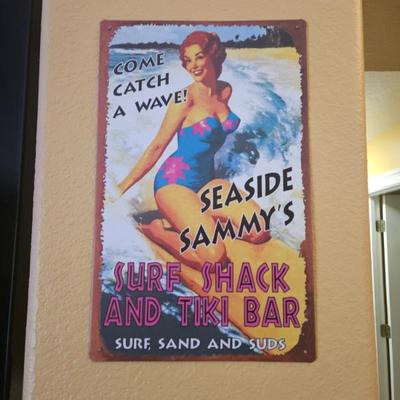 COME
CATCH
A WAVE!
SEASIDE
SAMMY'S
SURF SHACK
AND TIKI BAR
SURF, SAND AND SUDS